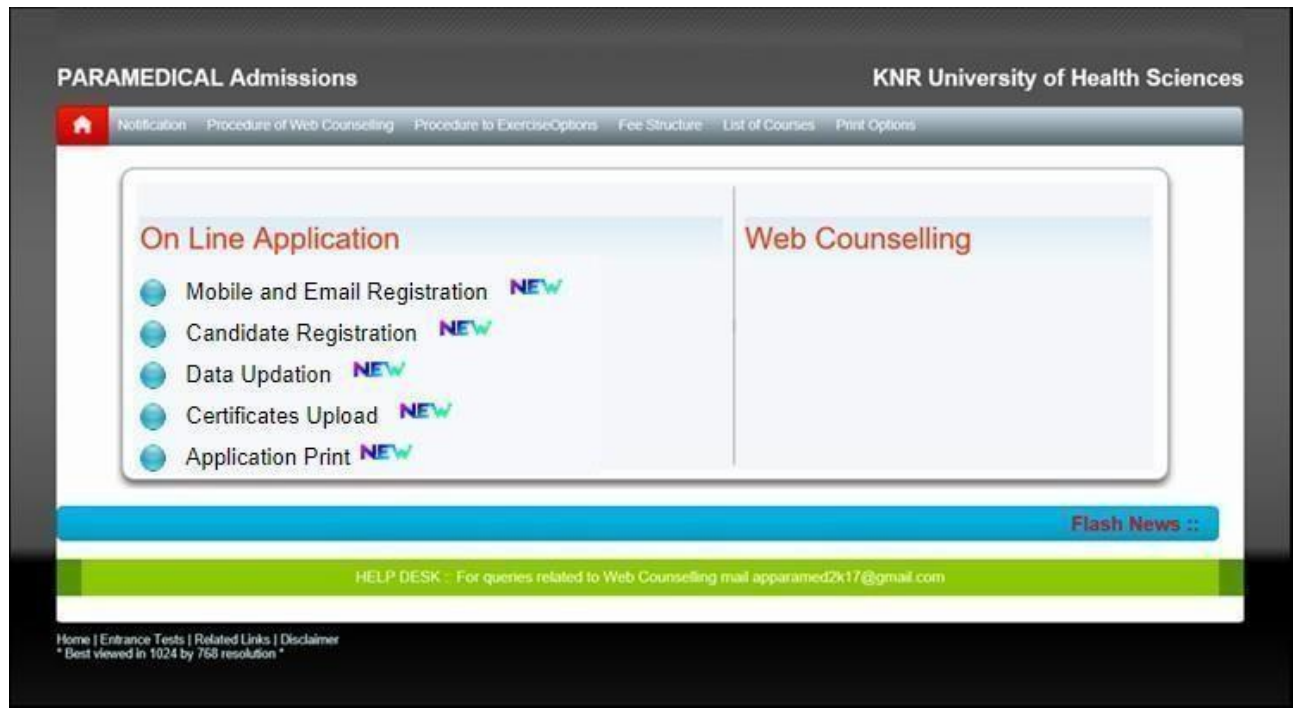 PARAMEDICAL Admissions
KNR University of Health Sciences
Notification Procedure of Web Counseling Procedure to ExerciseOptions Fee Structure List of Courses Print Options
On Line Application
Mobile and Email Registration NEW
Candidate Registration NEW
Data Updation NEW
Certificates Upload NEW
Application Print NEW
Web Counselling
Flash News ::
HELP DESK : For queries related to Web Counselling mail apparamed2k17@gmail.com
Home | Entrance Tests | Related Links | Disclaimer
* Best viewed in 1024 by 768 resolution *